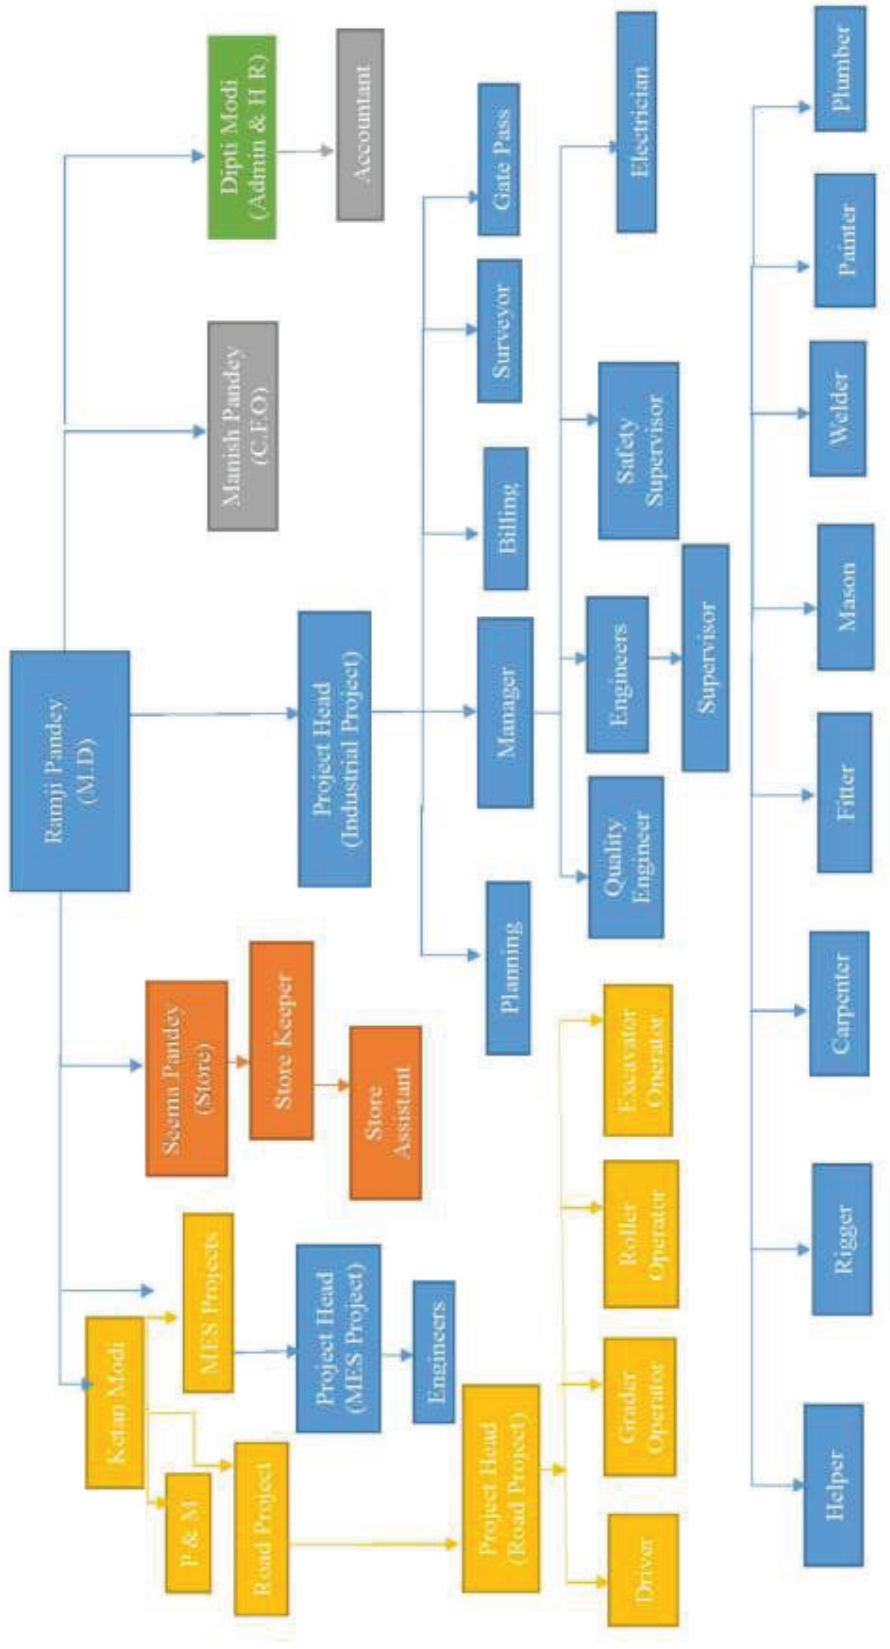 Ramji Pandey
(M.D)
Ketan Modi
Seema Pandey
(Store)
Manish Pandey
(C.F.O)
Dipti Modi
(Admin & H R)
P & M
MES Projects
Road Project
Store Keeper
Accountant
Project Head
(MES Project)
Project Head
(Industrial Project)
Store
Assistant
Engineers
Project Head
(Road Project)
Planning
Manager
Billing
Surveyor
Gate Pass
Driver
Grader
Operator
Roller
Operator
Excavator
Operator
Quality
Engineer
Engineers
Safety
Supervisor
Electrician
Supervisor
Helper
Rigger
Carpenter
Fitter
Mason
Welder
Painter
Plumber